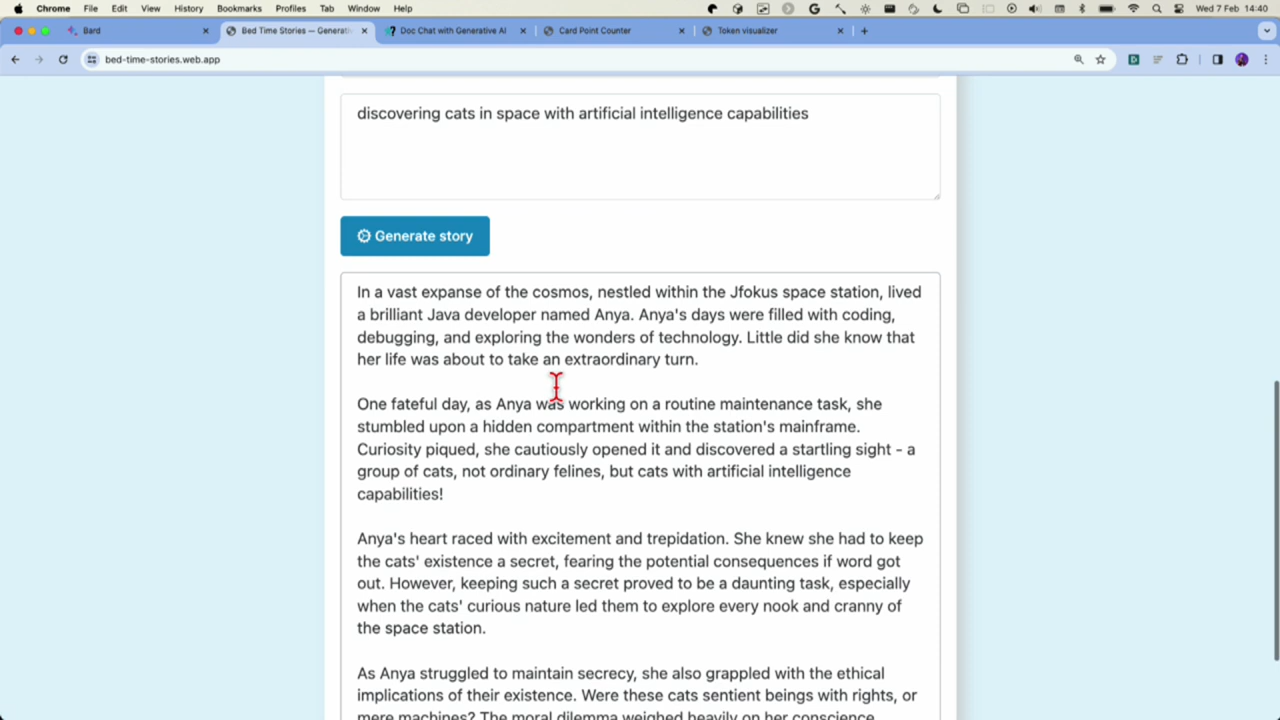 Chrome File Edit View History Bookmarks Profiles Tab Window Help Wed 7 Feb 14:40
Bard Bed Time Stories — Generati Doc Chat with Generative AI Card Point Counter Token visualizer
bed-time-stories.web.app
discovering cats in space with artificial intelligence capabilities
Generate story
In a vast expanse of the cosmos, nestled within the Jfokus space station, lived
a brilliant Java developer named Anya. Anya's days were filled with coding,
debugging, and exploring the wonders of technology. Little did she know that
her life was about to take an extraordinary turn.
One fateful day, as Anya was working on a routine maintenance task, she
stumbled upon a hidden compartment within the station's mainframe.
Curiosity piqued, she cautiously opened it and discovered a startling sight - a
group of cats, not ordinary felines, but cats with artificial intelligence
capabilities!
Anya's heart raced with excitement and trepidation. She knew she had to keep
the cats' existence a secret, fearing the potential consequences if word got
out. However, keeping such a secret proved to be a daunting task, especially
when the cats' curious nature led them to explore every nook and cranny of
the space station.
As Anya struggled to maintain secrecy, she also grappled with the ethical
implications of their existence. Were these cats sentient beings with rights, or
mere machines? The moral dilemma weighed heavily on her conscience